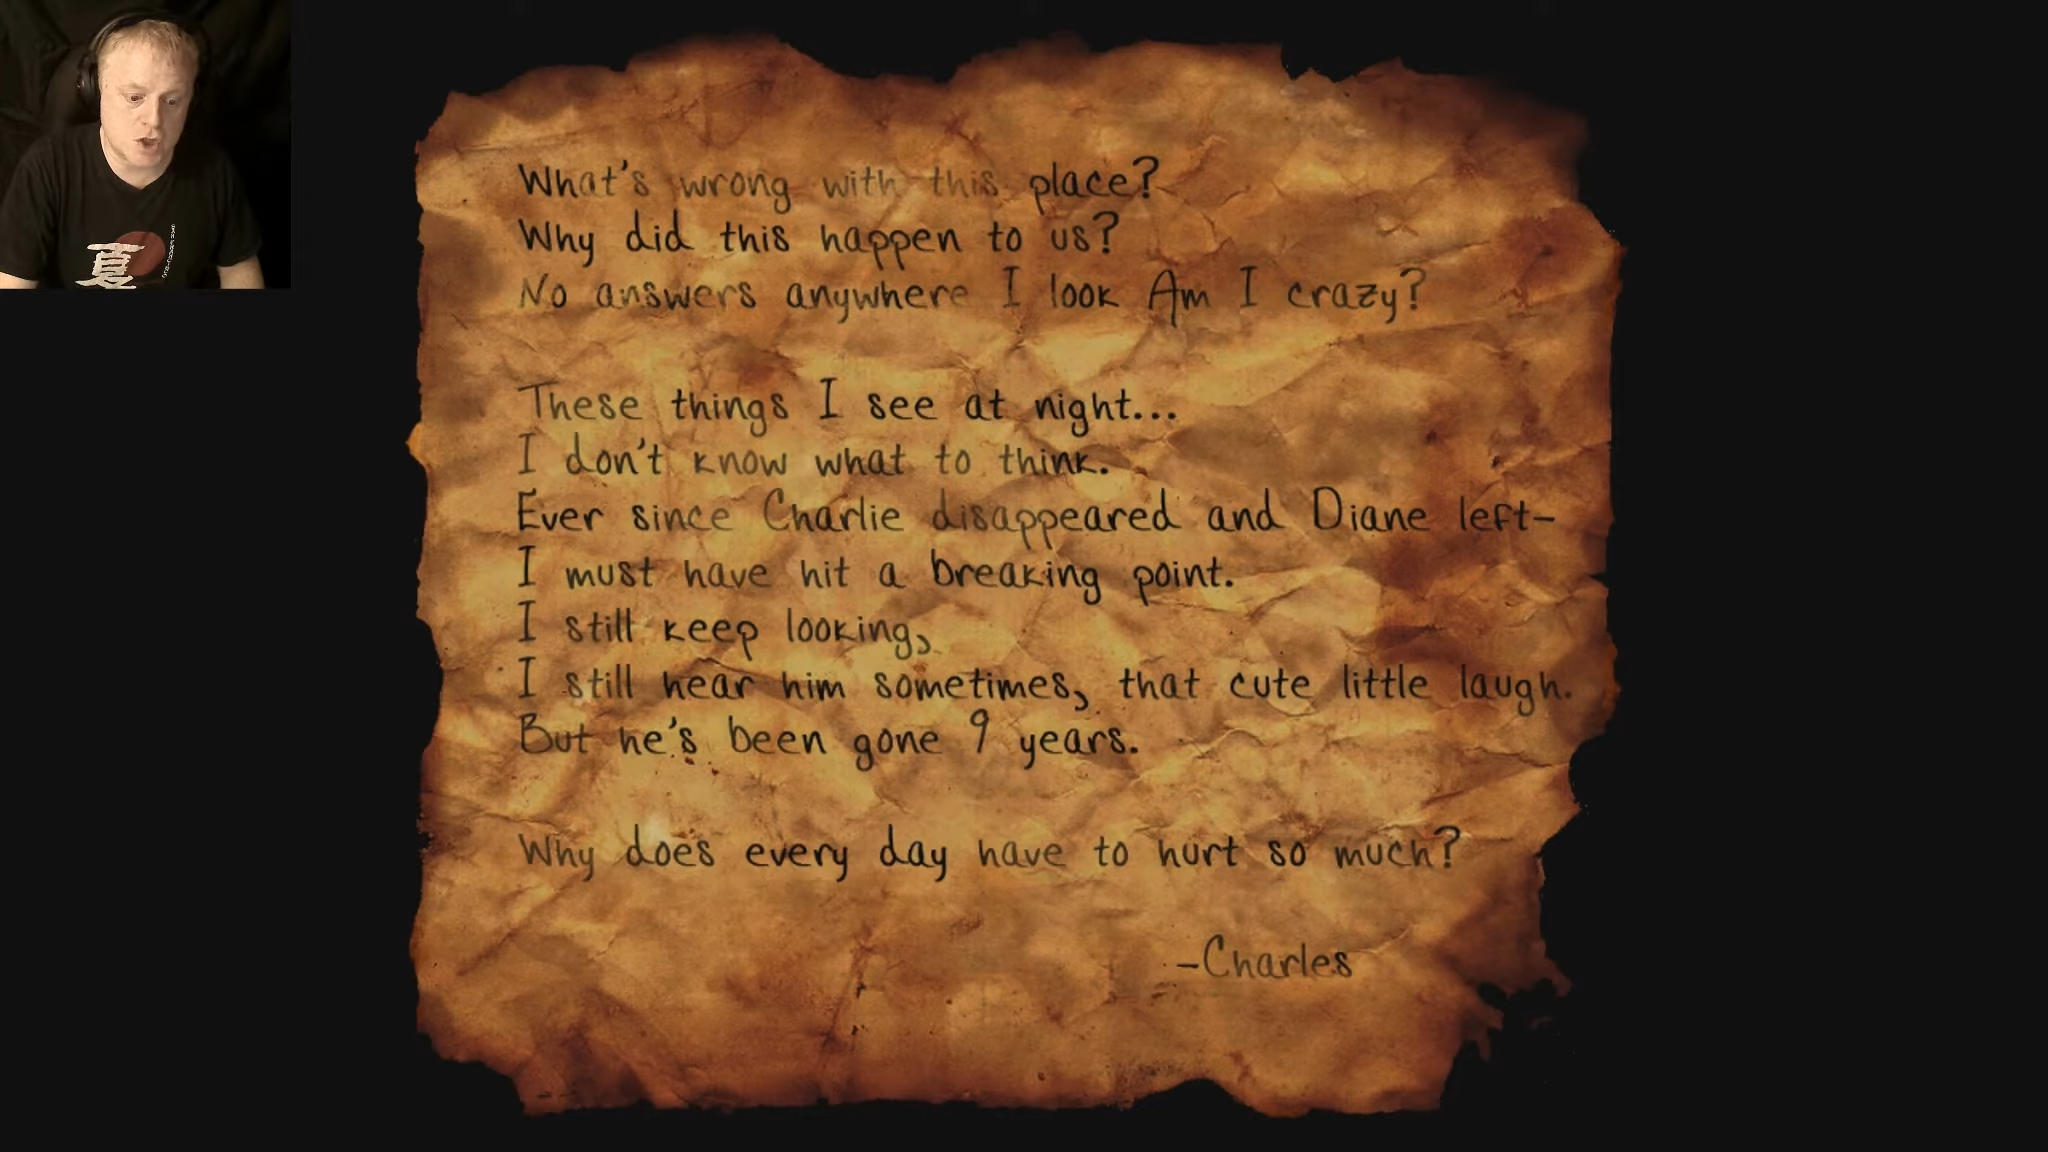 What's wrong with this place?
Why did this happen to us?
No answers anywhere I look Am I crazy?
These things I see at night...
I don't know what to think.
Ever since Charlie disappeared and Diane left-
I must have hit a breaking point.
I still keep looking,
I still hear him sometimes, that cute little laugh.
But he's been gone 9 years.
Why does every day have to hurt so much?
-Charles
夏